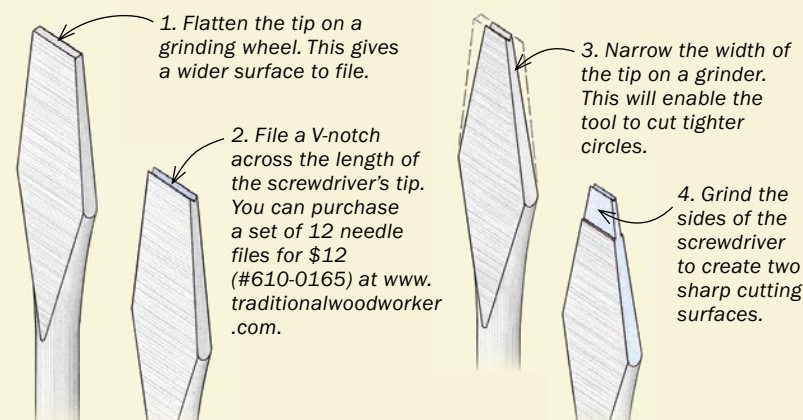 1. Flatten the tip on a
grinding wheel. This gives
a wider surface to file.
2. File a V-notch
across the length of
the screwdriver’s tip.
You can purchase
a set of 12 needle
files for $12
(#610-0165) at www.
traditionalwoodworker
.com.
3. Narrow the width of
the tip on a grinder.
This will enable the
tool to cut tighter
circles.
4. Grind the
sides of the
screwdriver
to create two
sharp cutting
surfaces.